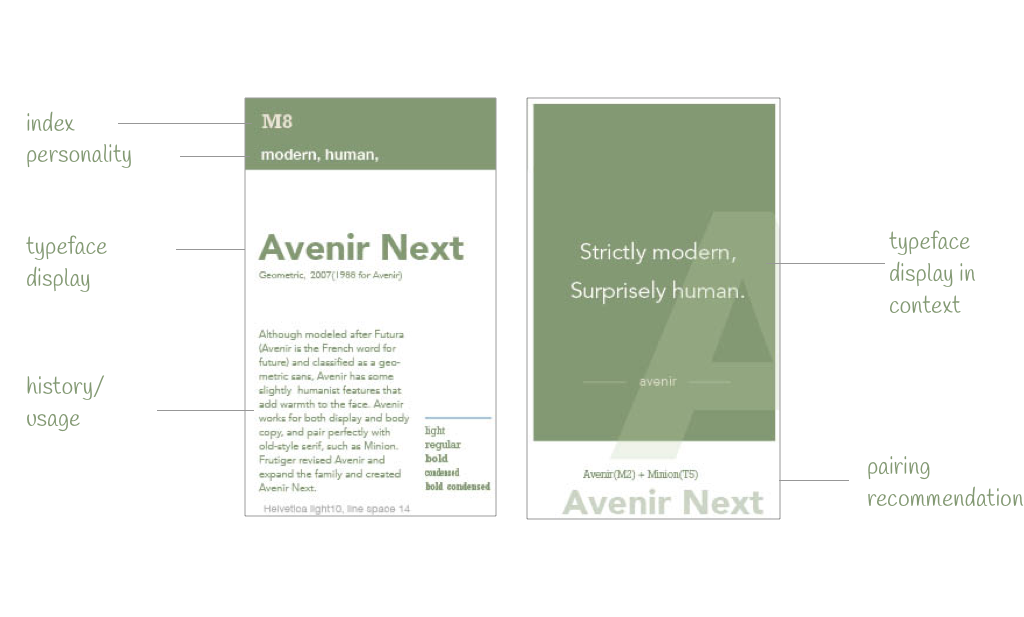 index
personality
typeface
display
history/
usage
M8
modern, human,
Avenir Next
Geometric, 2007(1988 for Avenir)
Although modeled after Futura
(Avenir is the French word for
future) and classified as a geo-
metric sans, Avenir has some
slightly humanist features that
add warmth to the face. Avenir
works for both display and body
copy, and pair perfectly with
old-style serif, such as Minion.
Frutiger revised Avenir and
expand the family and created
Avenir Next.
light
regular
bold
condensed
bold condensed
Helvetica light10, line space 14
A
Strictly modern,
Surprisely human.
avenir
Avenir(M2) + Minion(T5)
Avenir Next
typeface
display in
context
pairing
recommendation